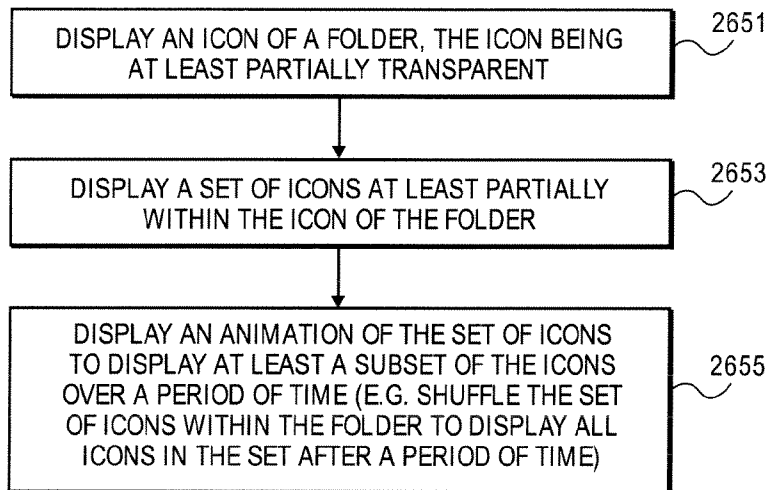 DISPLAY AN ICON OF A FOLDER, THE ICON BEING
AT LEAST PARTIALLY TRANSPARENT
2651
DISPLAY A SET OF ICONS AT LEAST PARTIALLY
WITHIN THE ICON OF THE FOLDER
2653
DISPLAY AN ANIMATION OF THE SET OF ICONS
TO DISPLAY AT LEAST A SUBSET OF THE ICONS
OVER A PERIOD OF TIME (E.G. SHUFFLE THE SET
OF ICONS WITHIN THE FOLDER TO DISPLAY ALL
ICONS IN THE SET AFTER A PERIOD OF TIME)
2655